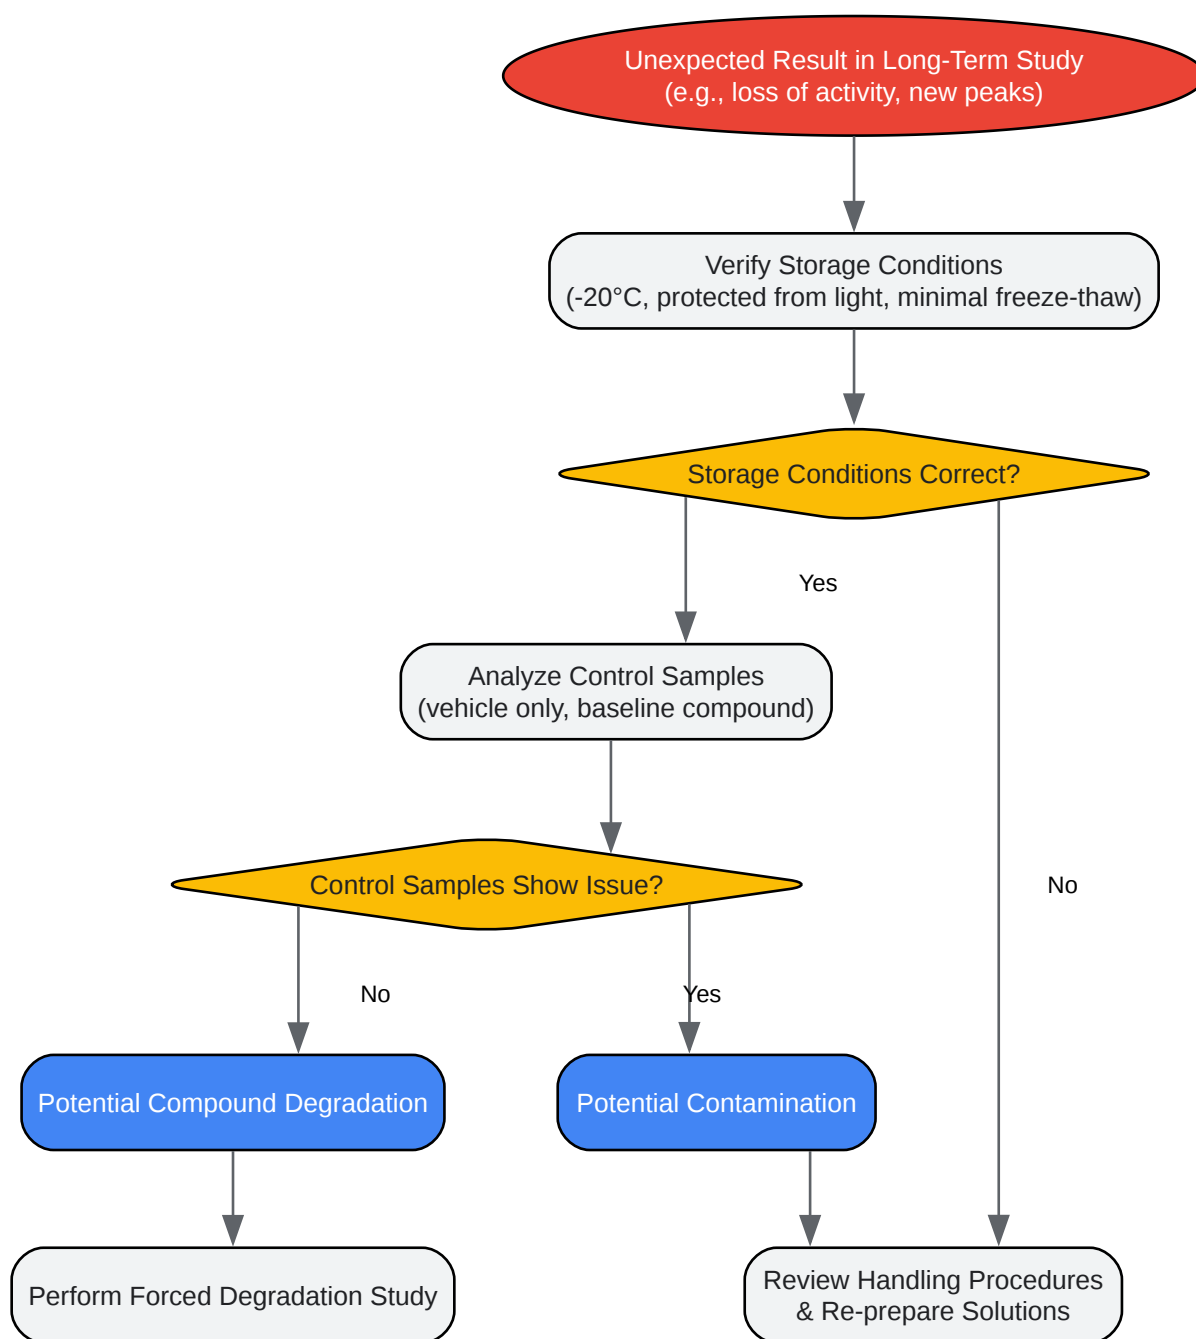 Unexpected Result in Long-Term Study
(e.g., loss of activity, new peaks)
Verify Storage Conditions
(-20°C, protected from light, minimal freeze-thaw)
Storage Conditions Correct?
Yes
Analyze Control Samples
(vehicle only, baseline compound)
Control Samples Show Issue?
No
No
Yes
Potential Compound Degradation
Potential Contamination
Perform Forced Degradation Study
Review Handling Procedures
& Re-prepare Solutions